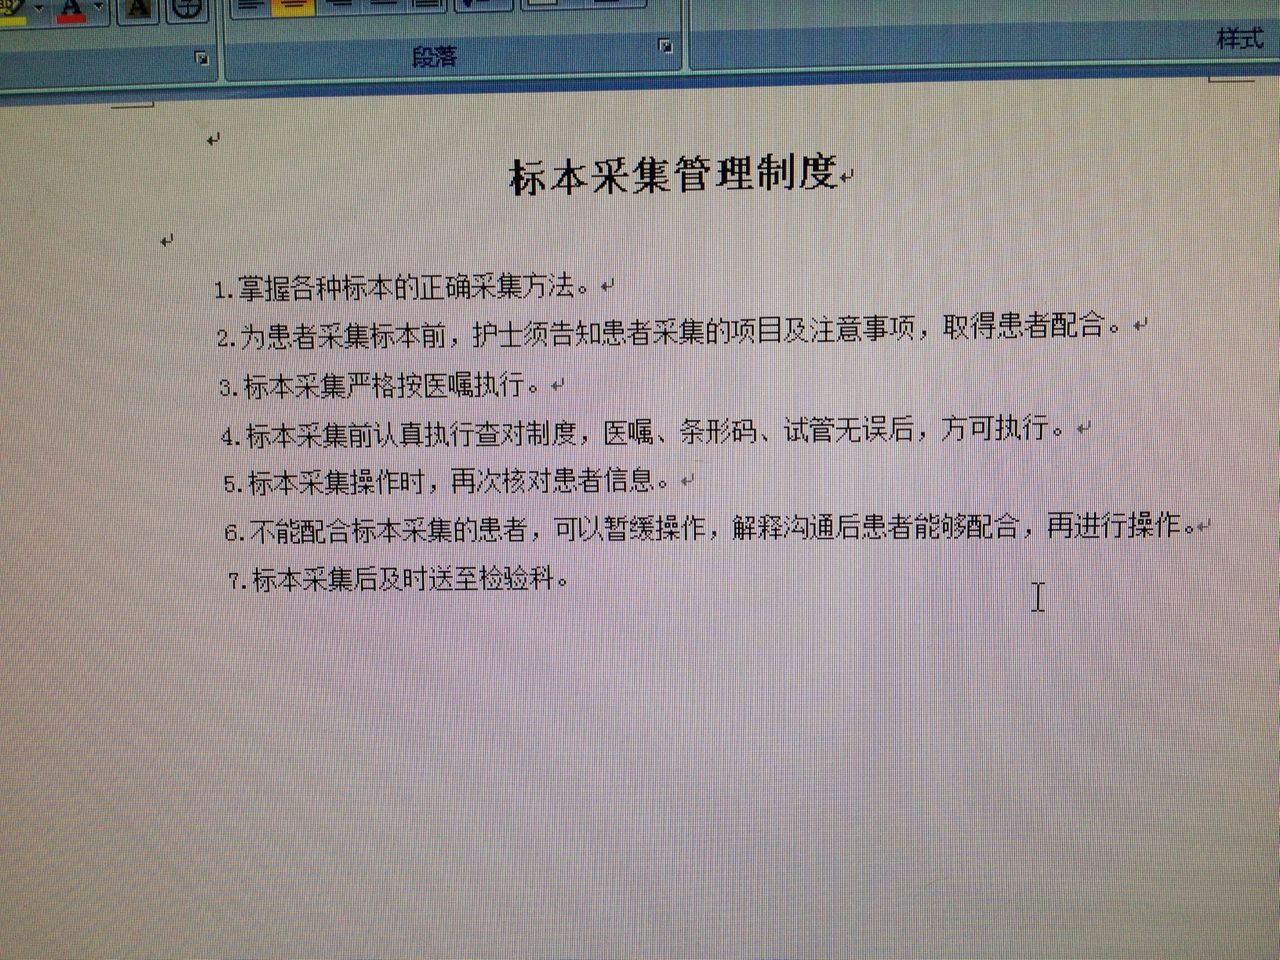 段落
样式
标本采集管理制度
1.掌握各种标本的正确采集方法。
2.为患者采集标本前，护士须告知患者采集的项目及注意事项，取得患者配合。
3.标本采集严格按医嘱执行。
4.标本采集前认真执行查对制度，医嘱、条形码、试管无误后，方可执行。
5.标本采集操作时，再次核对患者信息。
6.不能配合标本采集的患者，可以暂缓操作，解释沟通后患者能够配合，再进行操作。
7.标本采集后及时送至检验科。